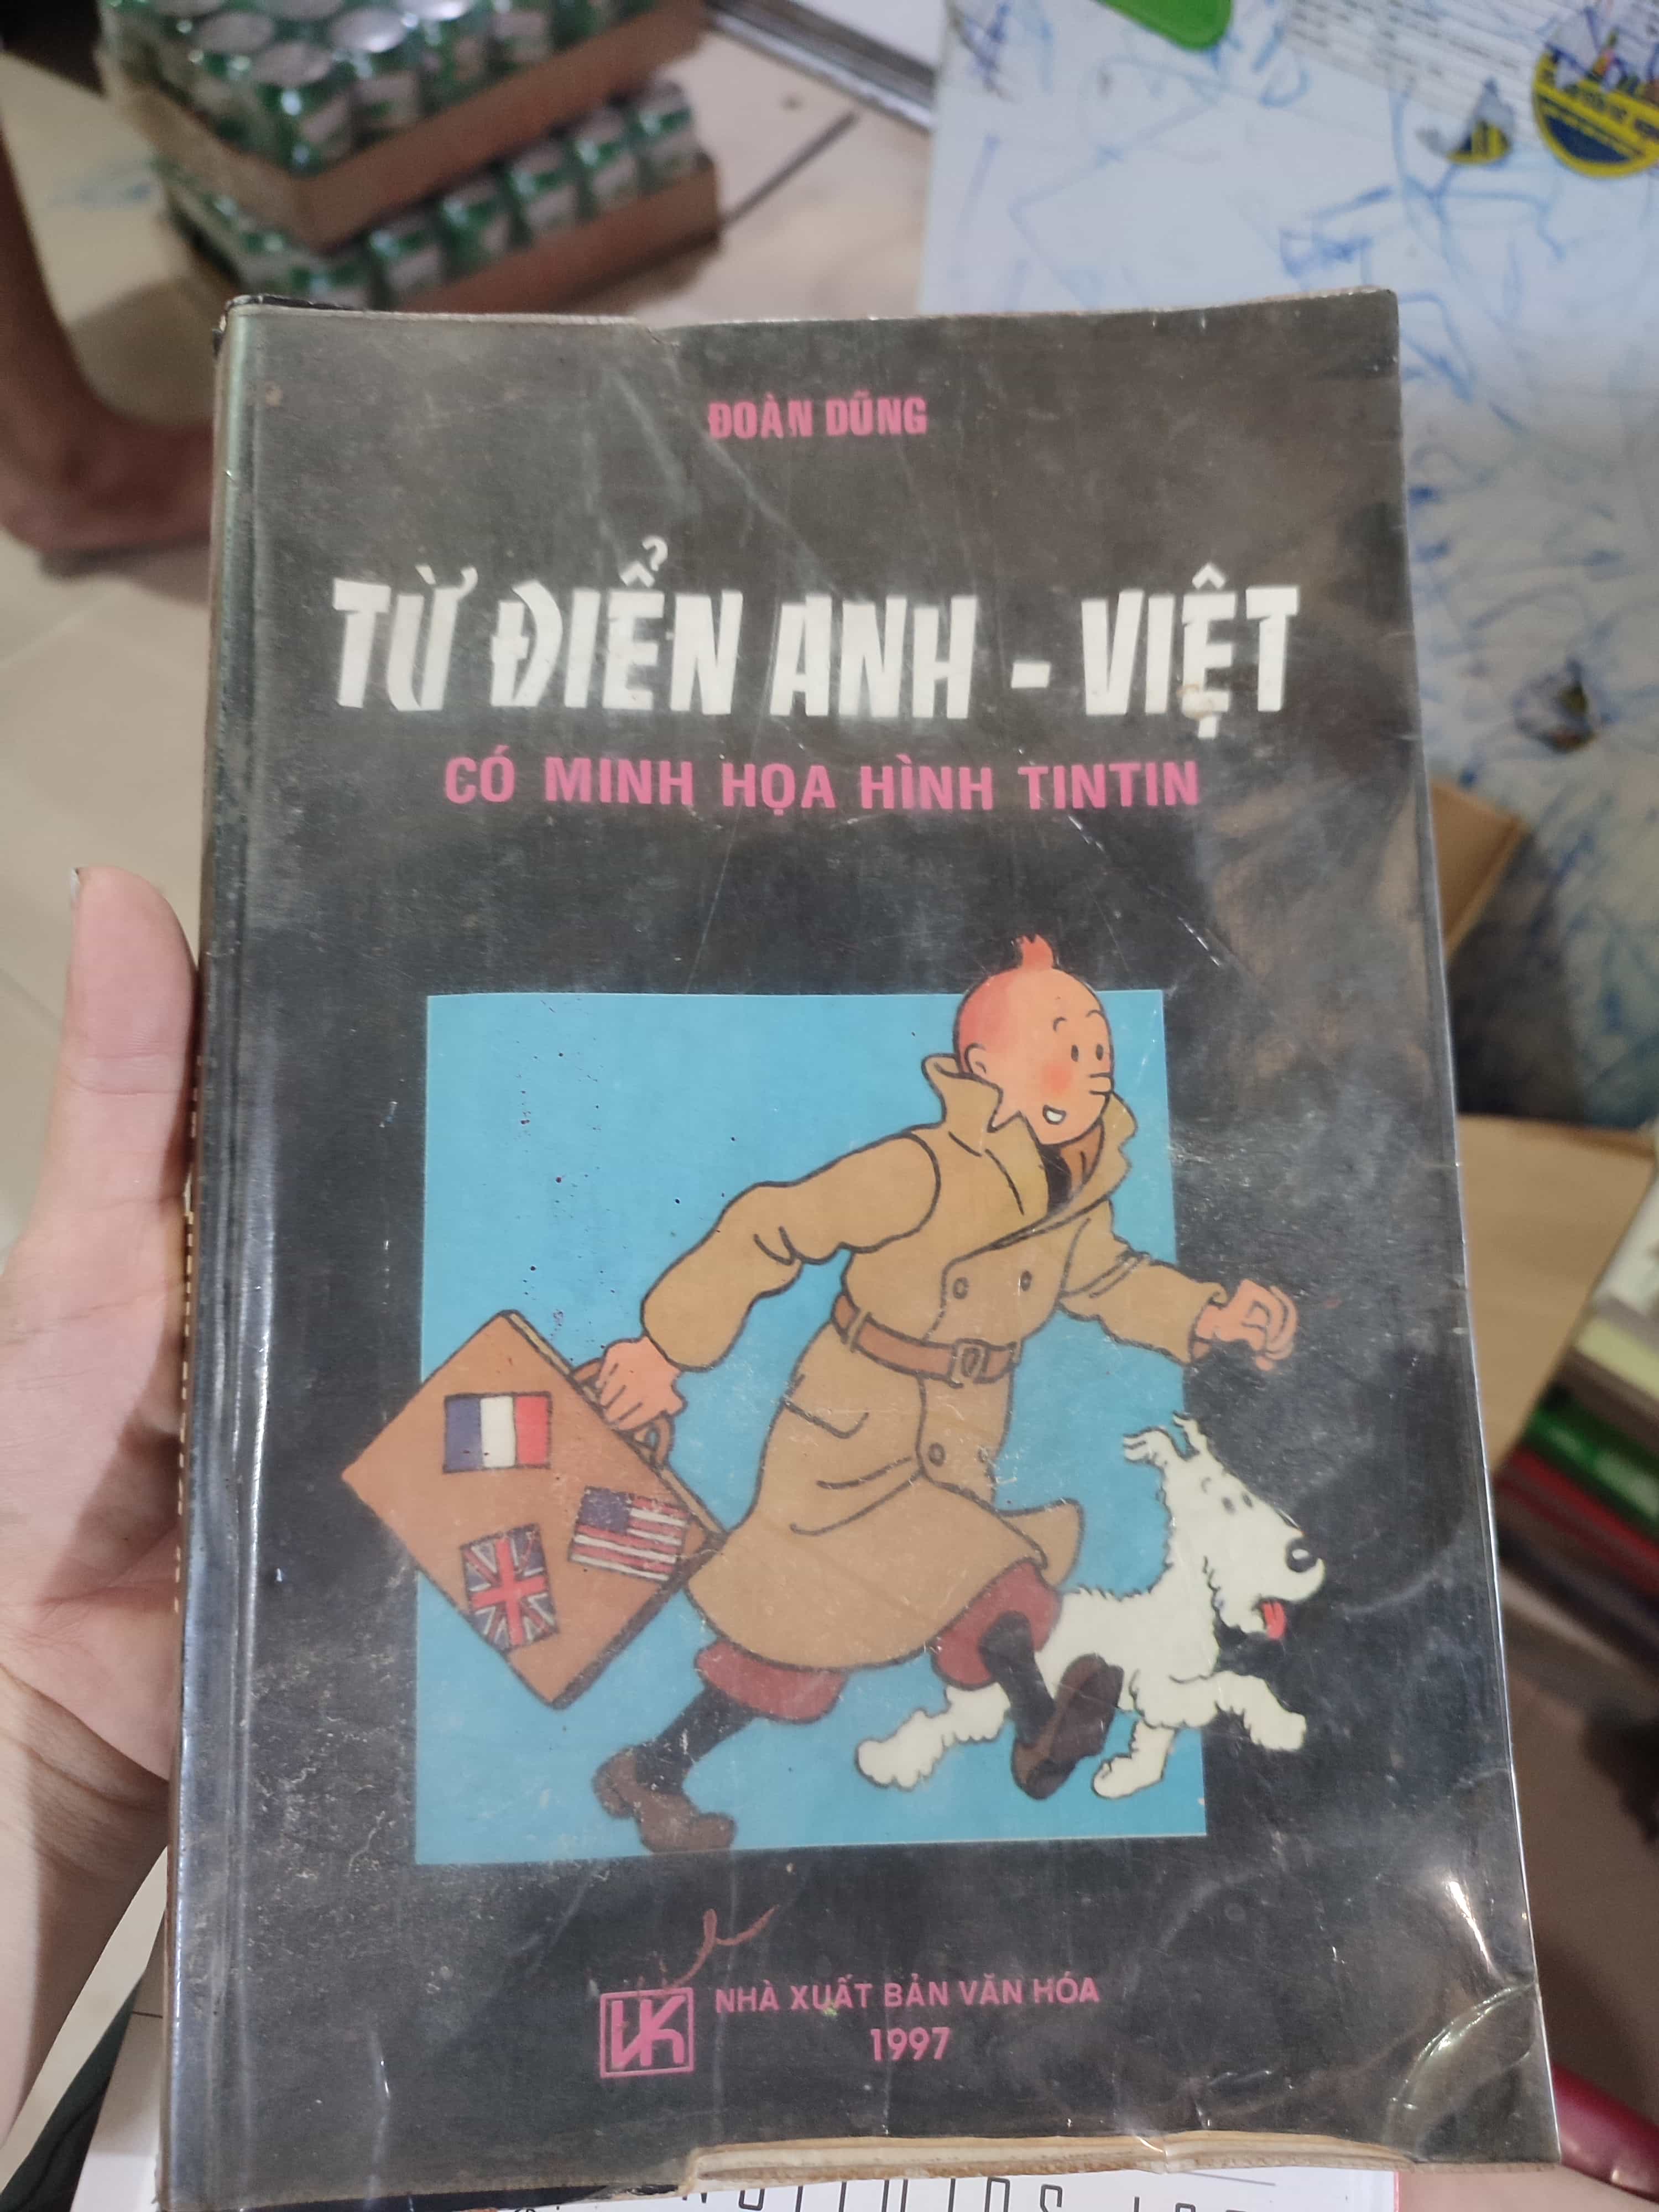 ĐOÀN DŨNG
TỪ ĐIỂN ANH - VIỆT
CÓ MINH HỌA HÌNH TINTIN
NHÀ XUẤT BẢN VĂN HÓA
1997